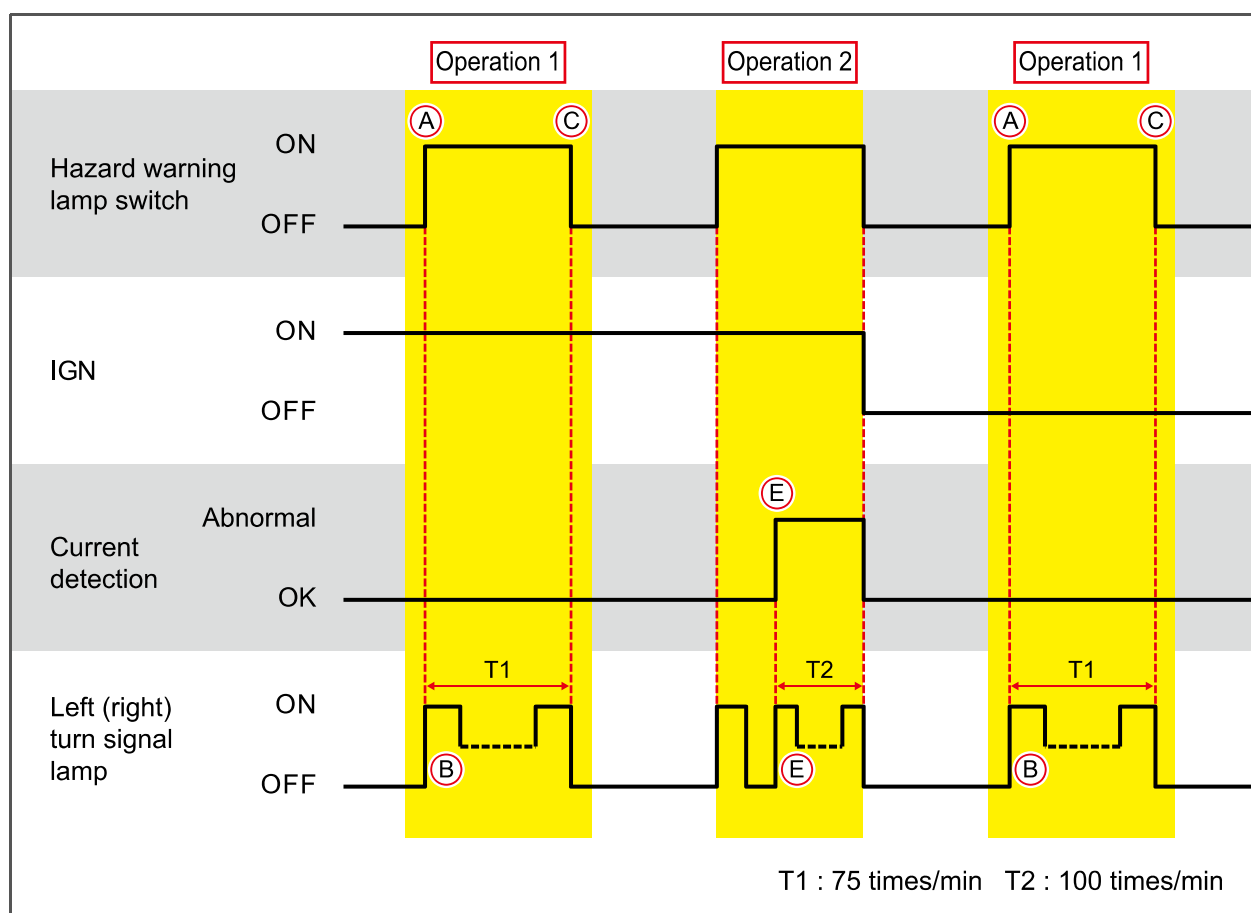 Operation 1
Operation 2
Operation 1
A
C
A
C
Hazard warning
lamp switch
ON
OFF
IGN
ON
OFF
E
Current
detection
Abnormal
OK
T1
T2
T1
Left (right)
turn signal
lamp
ON
OFF
B
E
B
T1 : 75 times/min T2 : 100 times/min